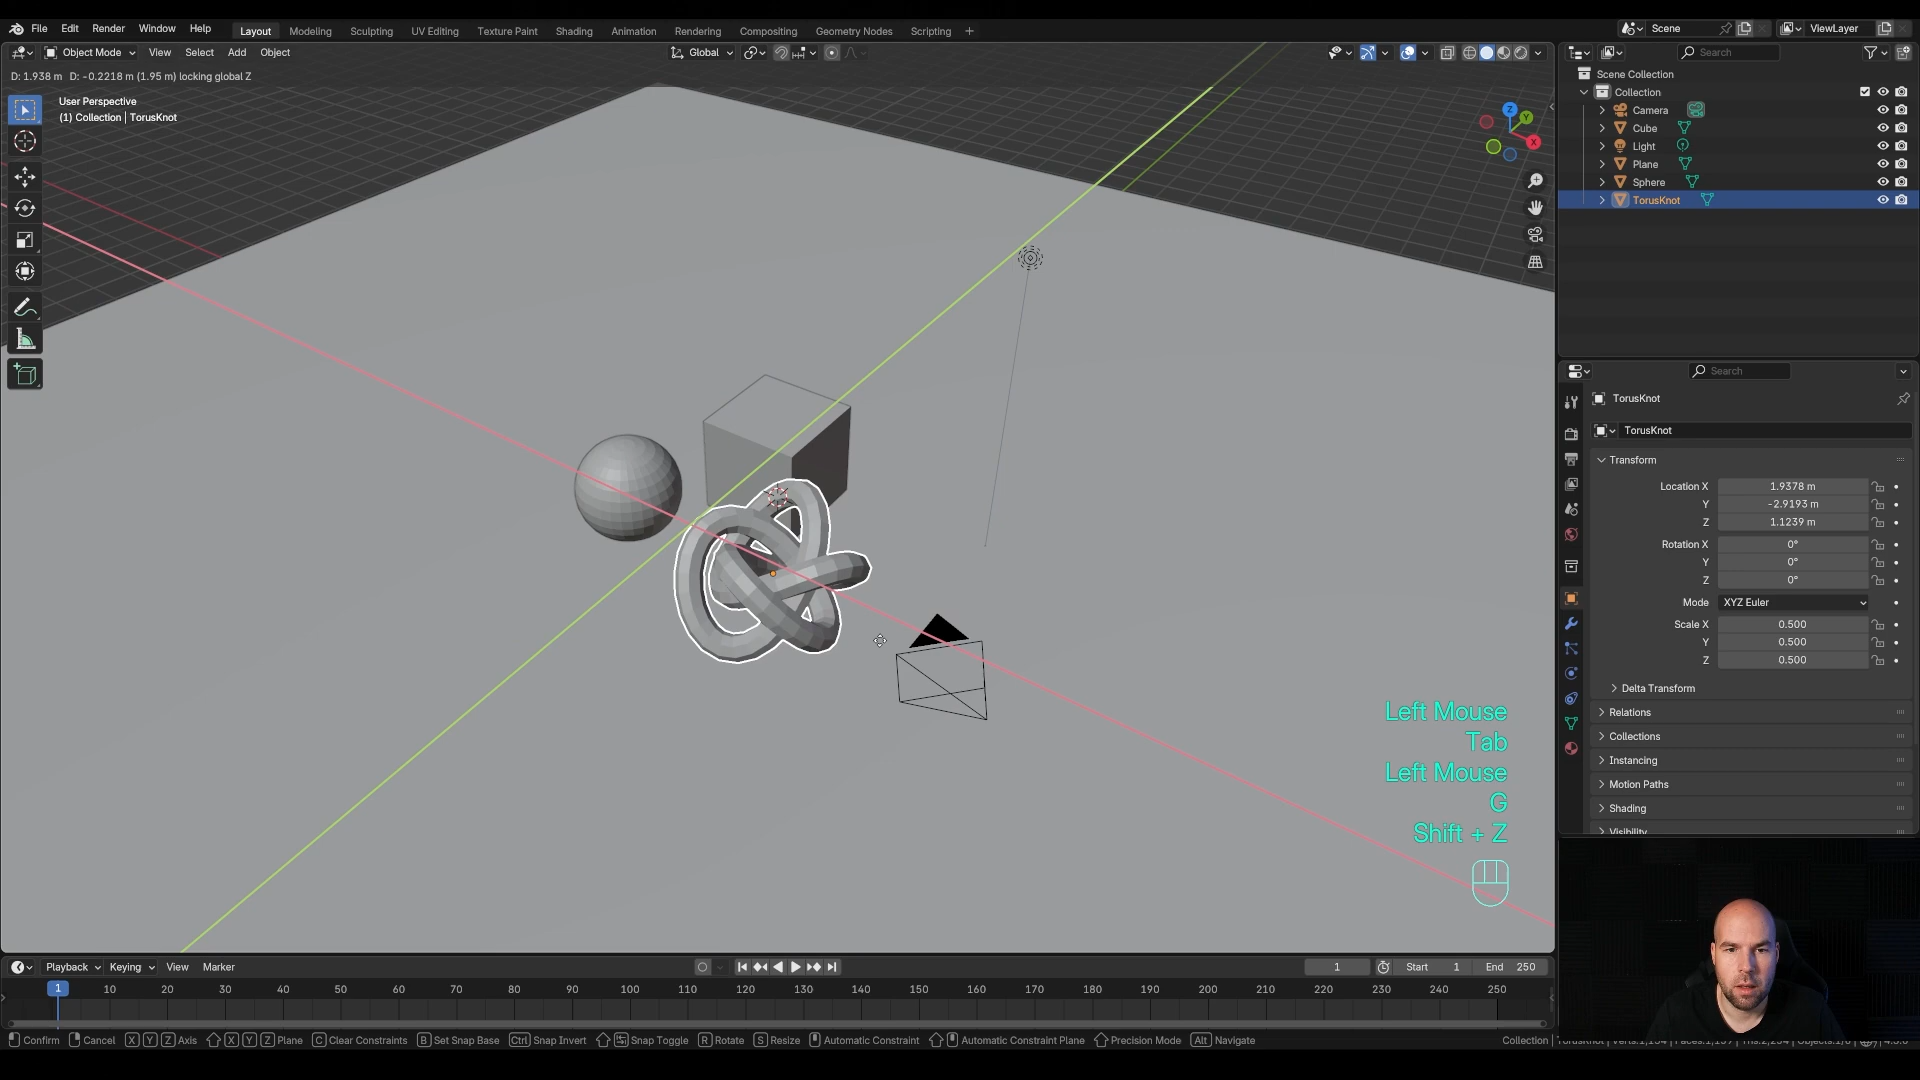 File Edit Render Window Help Layout Modeling Sculpting UV Editing Texture Paint Shading Animation Rendering Compositing Geometry Nodes Scripting + Scene ViewLayer
Object Mode View Select Add Object Global Search
D: 1.938 m D: -0.2218 m (1.95 m) locking global Z
User Perspective
(1) Collection | TorusKnot
Z
Y
X
Scene Collection
Collection
Camera
Cube
Light
Plane
Sphere
TorusKnot
Search
TorusKnot
TorusKnot
Transform
Location X 1.9378 m
Y -2.9193 m
Z 1.1239 m
Rotation X 0°
Y 0°
Z 0°
Mode XYZ Euler
Scale X 0.500
Y 0.500
Z 0.500
Delta Transform
Relations
Collections
Instancing
Motion Paths
Shading
Visibility
Left Mouse
Tab
Left Mouse
G
Shift + Z
Playback Keying View Marker 1 Start 1 End 250
1 10 20 30 40 50 60 70 80 90 100 110 120 130 140 150 160 170 180 190 200 210 220 230 240 250
Confirm Cancel X Y Z Axis X Y Z Plane C Clear Constraints B Set Snap Base Ctrl Snap Invert Snap Toggle R Rotate S Resize Automatic Constraint Automatic Constraint Plane Precision Mode Alt Navigate Collection |